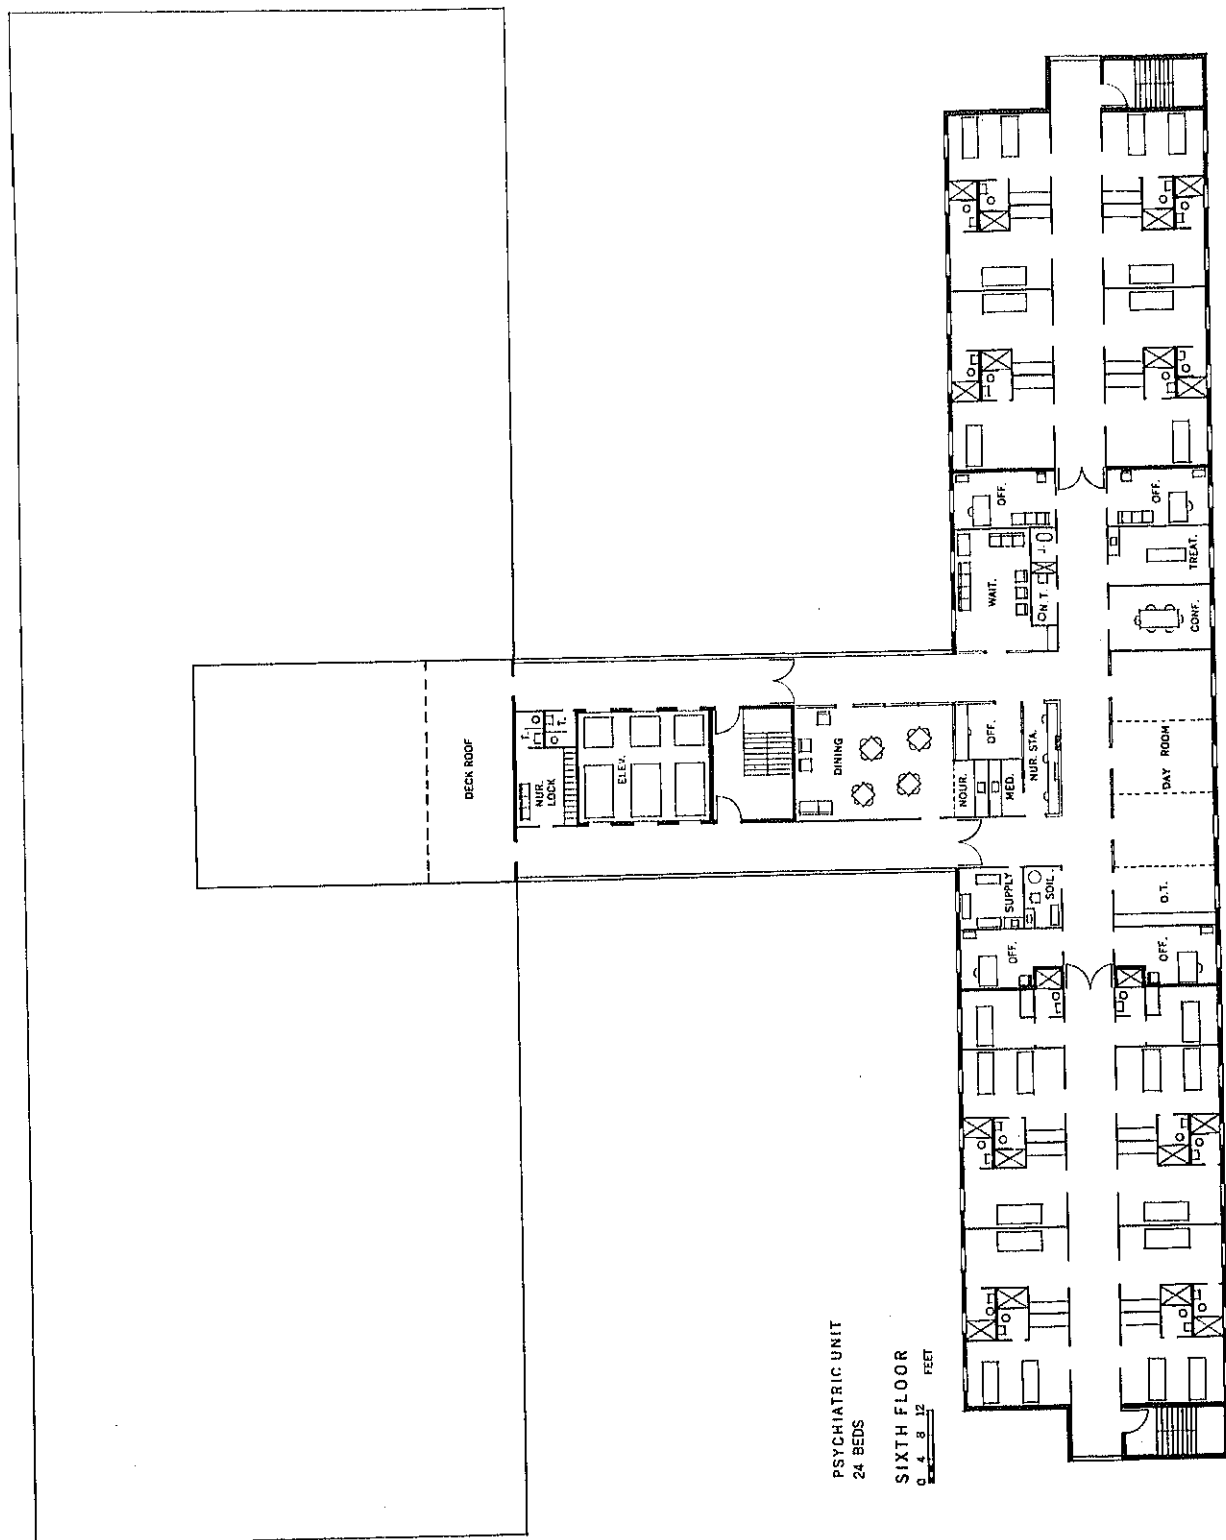 DECK ROOF
NUR.
LOCK
T.
T.
ELEV.
DINING
NOUR.
OFF.
MED.
NUR. STA.
WAIT.
N.T.
J.
OFF.
OFF.
TREAT.
CONF.
DAY ROOM
O.T.
SUPPLY
SOIL.
OFF.
OFF.
PSYCHIATRIC UNIT
24 BEDS
SIXTH FLOOR
0 4 8 12
FEET